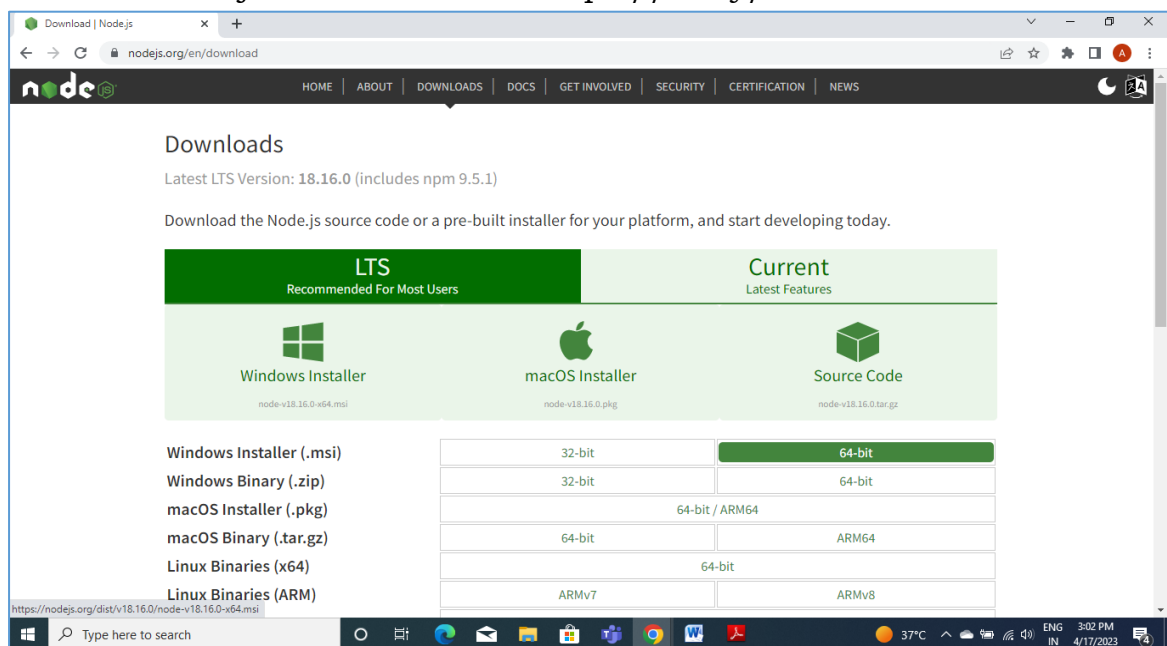 Download | Node.js
nodejs.org/en/download
A
node
JS
HOME | ABOUT | DOWNLOADS | DOCS | GET INVOLVED | SECURITY | CERTIFICATION | NEWS
Downloads
Latest LTS Version: 18.16.0 (includes npm 9.5.1)
Download the Node.js source code or a pre-built installer for your platform, and start developing today.
LTS
Recommended For Most Users
Current
Latest Features
Windows Installer
node-v18.16.0-x64.msi
macOS Installer
node-v18.16.0.pkg
Source Code
node-v18.16.0.tar.gz
Windows Installer (.msi) 32-bit 64-bit
Windows Binary (.zip) 32-bit 64-bit
macOS Installer (.pkg) 64-bit / ARM64
macOS Binary (.tar.gz) 64-bit ARM64
Linux Binaries (x64) 64-bit
Linux Binaries (ARM) ARMv7 ARMv8
https://nodejs.org/dist/v18.16.0/node-v18.16.0-x64.msi
Type here to search
37°C
ENG
IN
3:02 PM
4/17/2023
4